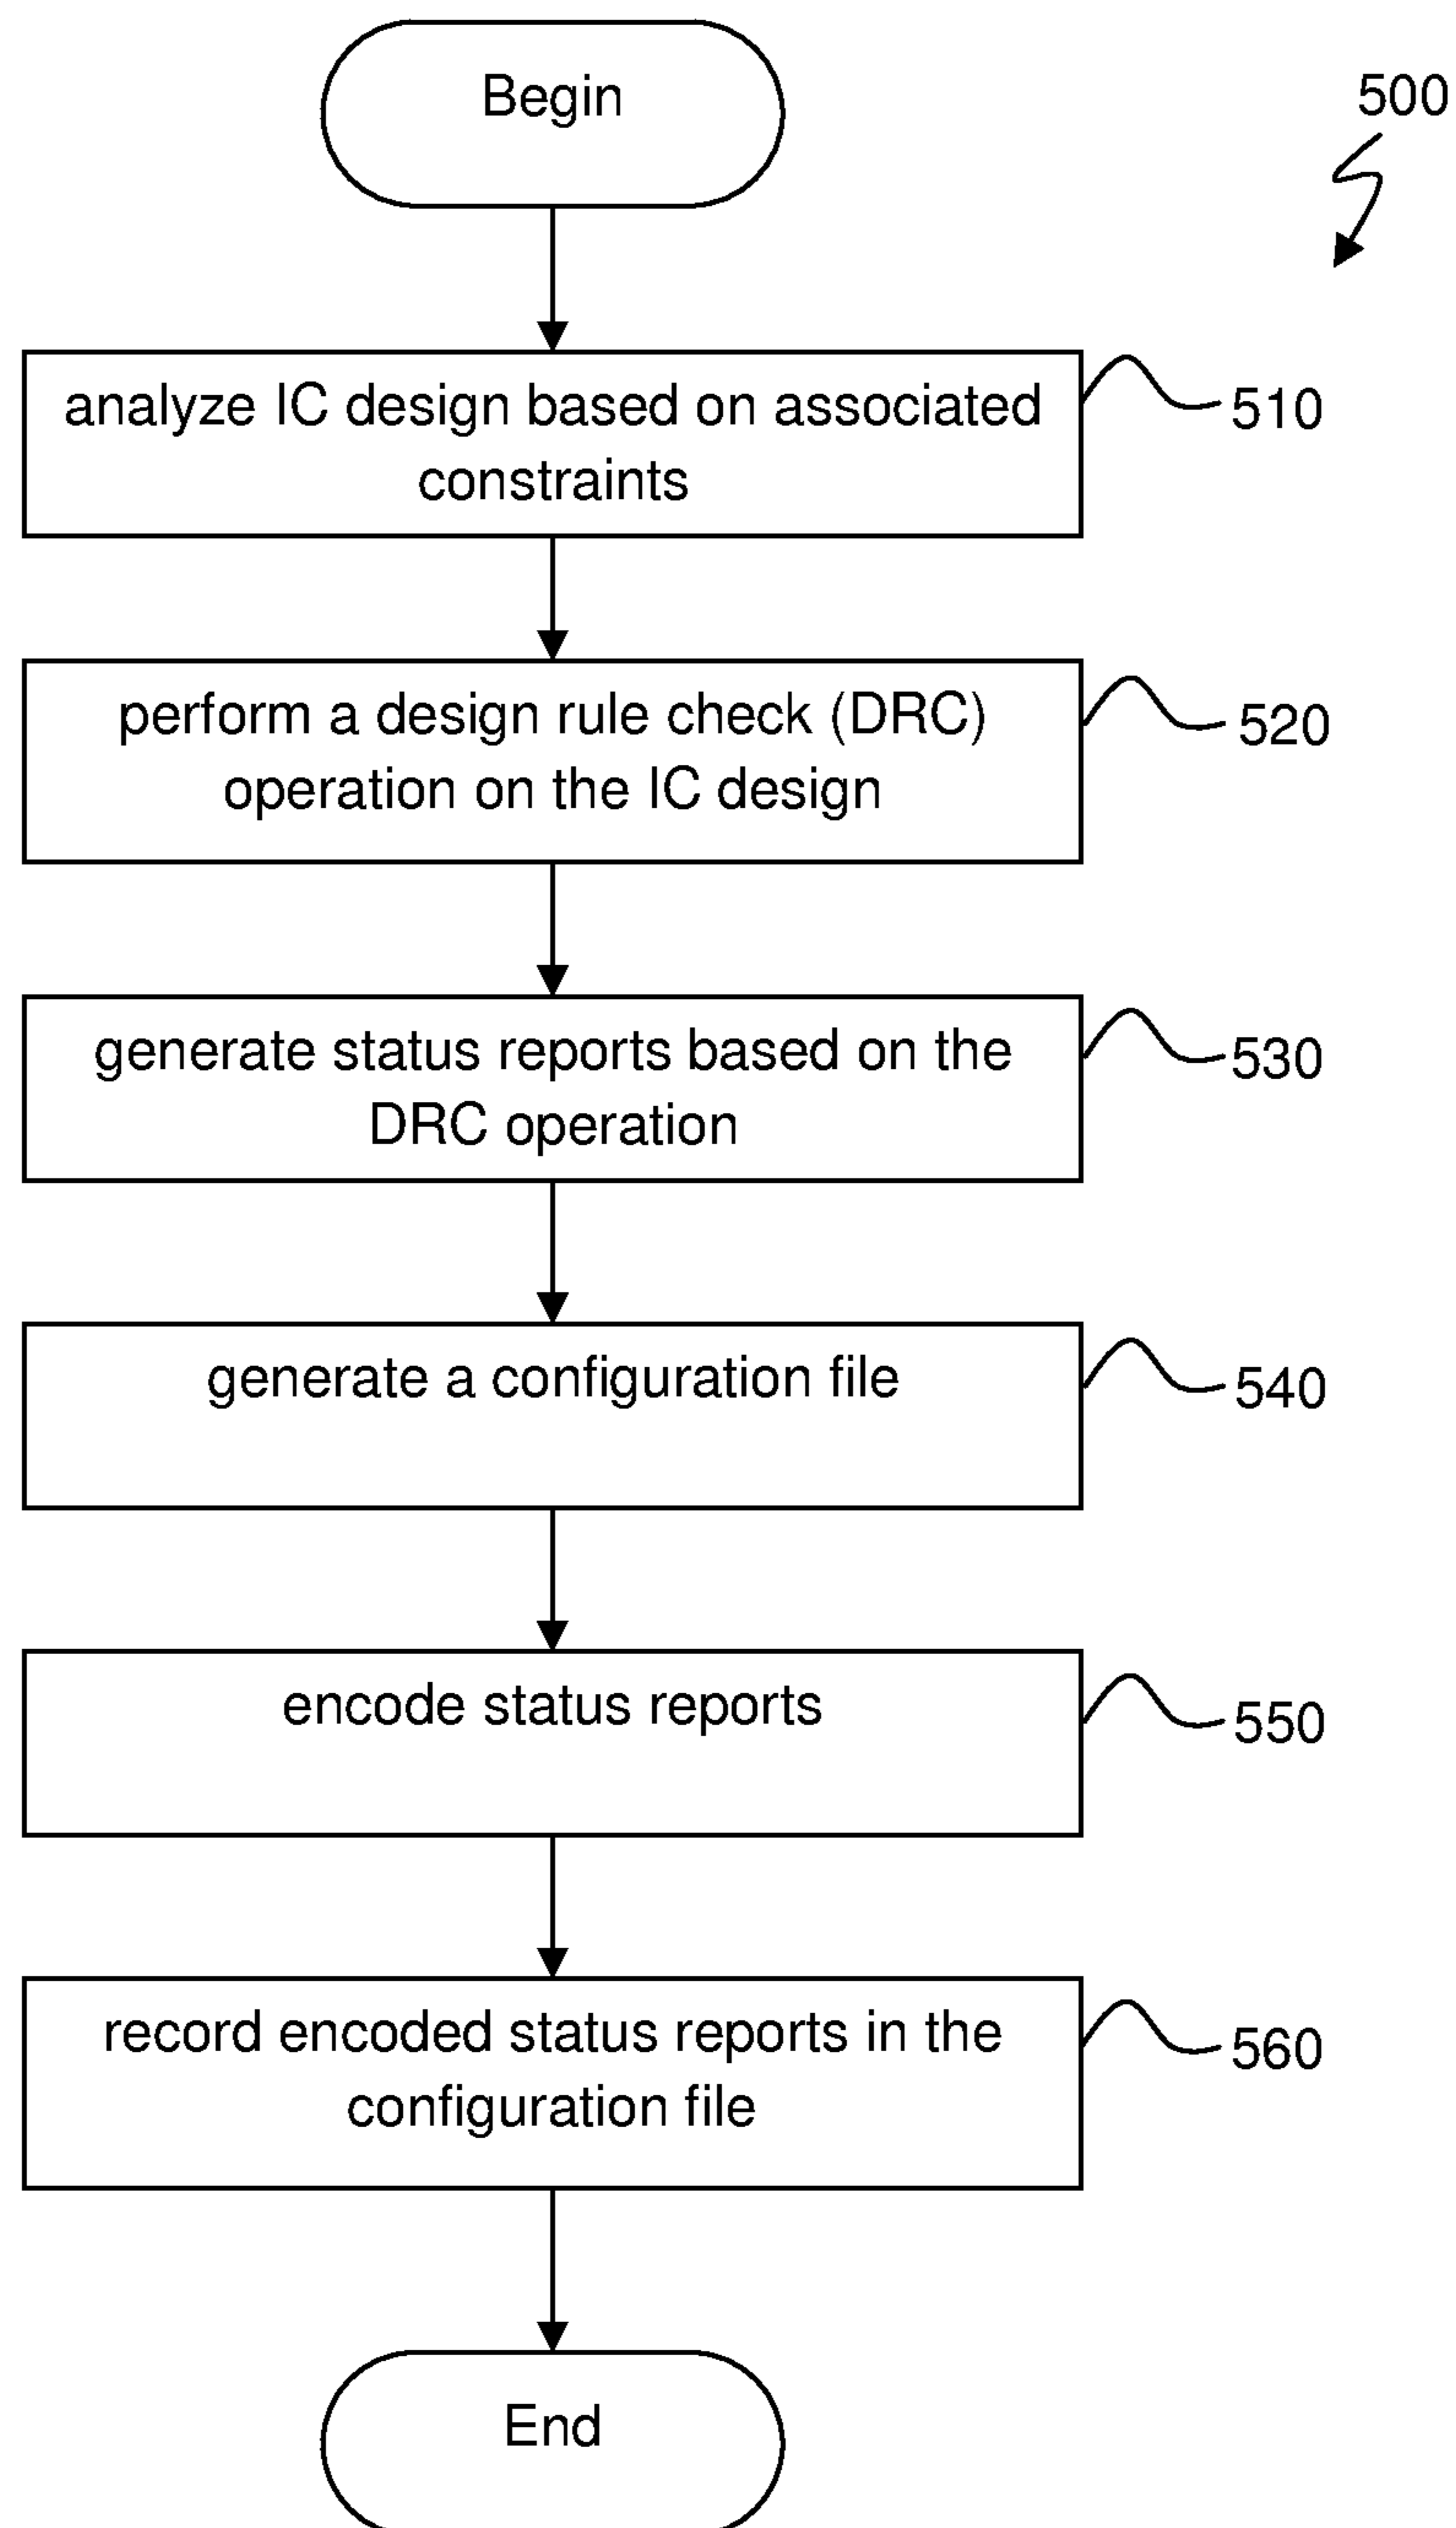 Begin
500
analyze IC design based on associated
constraints
510
perform a design rule check (DRC)
operation on the IC design
520
generate status reports based on the
DRC operation
530
generate a configuration file
540
encode status reports
550
record encoded status reports in the
configuration file
560
End